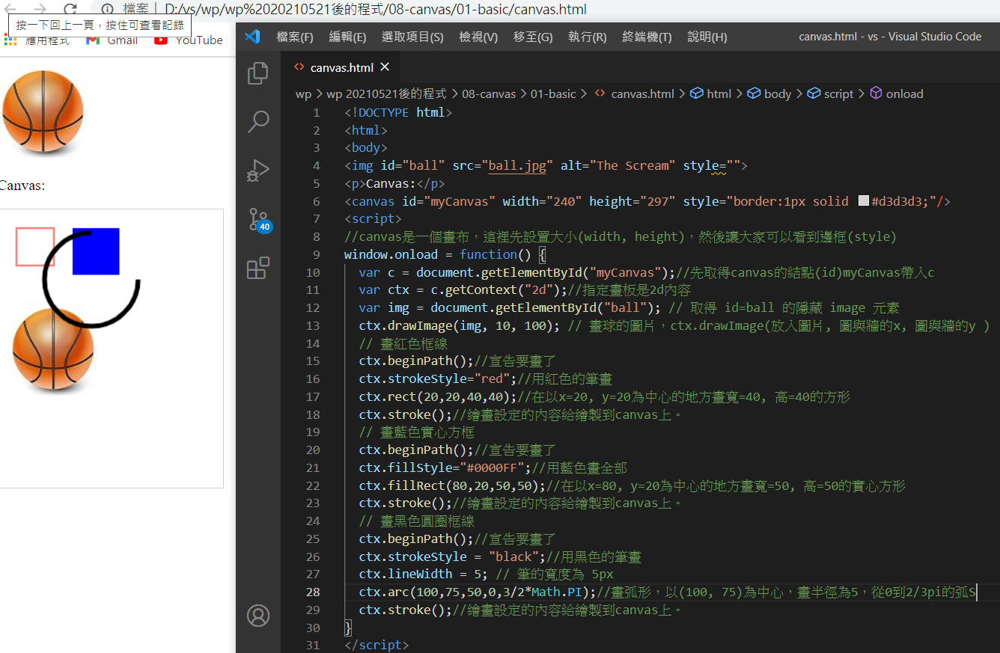 檔案 | D:/vs/wp/wp%2020210521後的程式/08-canvas/01-basic/canvas.html
按一下回上一頁，按住可查看記錄
應用程式 Gmail YouTube
Canvas:
檔案(F) 編輯(E) 選取項目(S) 檢視(V) 移至(G) 執行(R) 終端機(T) 說明(H) canvas.html - vs - Visual Studio Code
40
canvas.html
wp > wp 20210521後的程式 > 08-canvas > 01-basic > canvas.html > html > body > script > onload
1 <!DOCTYPE html>
2 <html>
3 <body>
4 <img id="ball" src="ball.jpg" alt="The Scream" style="">
5 <p>Canvas:</p>
6 <canvas id="myCanvas" width="240" height="297" style="border:1px solid #d3d3d3;"/>
7 <script>
8 //canvas是一個畫布，這裡先設置大小(width, height)，然後讓大家可以看到邊框(style)
9 window.onload = function() {
10 var c = document.getElementById("myCanvas");//先取得canvas的結點(id)myCanvas帶入c
11 var ctx = c.getContext("2d");//指定畫板是2d內容
12 var img = document.getElementById("ball"); // 取得 id=ball 的隱藏 image 元素
13 ctx.drawImage(img, 10, 100); // 畫球的圖片，ctx.drawImage(放入圖片, 圖與牆的x, 圖與牆的y )
14 // 畫紅色框線
15 ctx.beginPath();//宣告要畫了
16 ctx.strokeStyle="red";//用紅色的筆畫
17 ctx.rect(20,20,40,40);//在以x=20, y=20為中心的地方畫寬=40, 高=40的方形
18 ctx.stroke();//繪畫設定的內容給繪製到canvas上。
19 // 畫藍色實心方框
20 ctx.beginPath();//宣告要畫了
21 ctx.fillStyle="#0000FF";//用藍色畫全部
22 ctx.fillRect(80,20,50,50);//在以x=80, y=20為中心的地方畫寬=50, 高=50的實心方形
23 ctx.stroke();//繪畫設定的內容給繪製到canvas上。
24 // 畫黑色圓圈框線
25 ctx.beginPath();//宣告要畫了
26 ctx.strokeStyle = "black";//用黑色的筆畫
27 ctx.lineWidth = 5; // 筆的寬度為 5px
28 ctx.arc(100,75,50,0,3/2*Math.PI);//畫弧形，以(100, 75)為中心，畫半徑為5，從0到2/3pi的弧S
29 ctx.stroke();//繪畫設定的內容給繪製到canvas上。
30 }
31 </script>